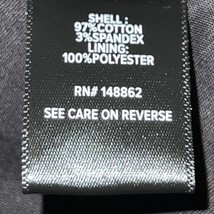 SHELL:
97%COTTON
3%SPANDEX
LINING:
100%POLYESTER
RN# 148862
SEE CARE ON REVERSE